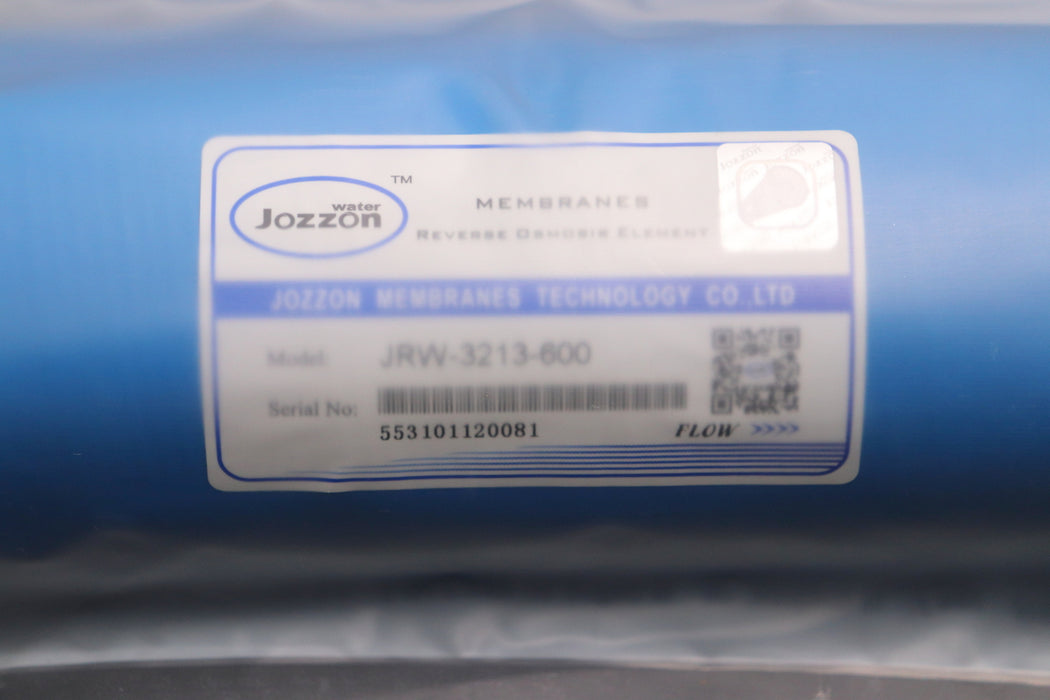 water
Jozzon
TM
MEMBRANES
REVERSE OSMOSIS ELEMENT
JOZZON MEMBRANES TECHNOLOGY CO.,LTD
Model: JRW-3213-600
Serial No:
553101120081
FLOW >>>>